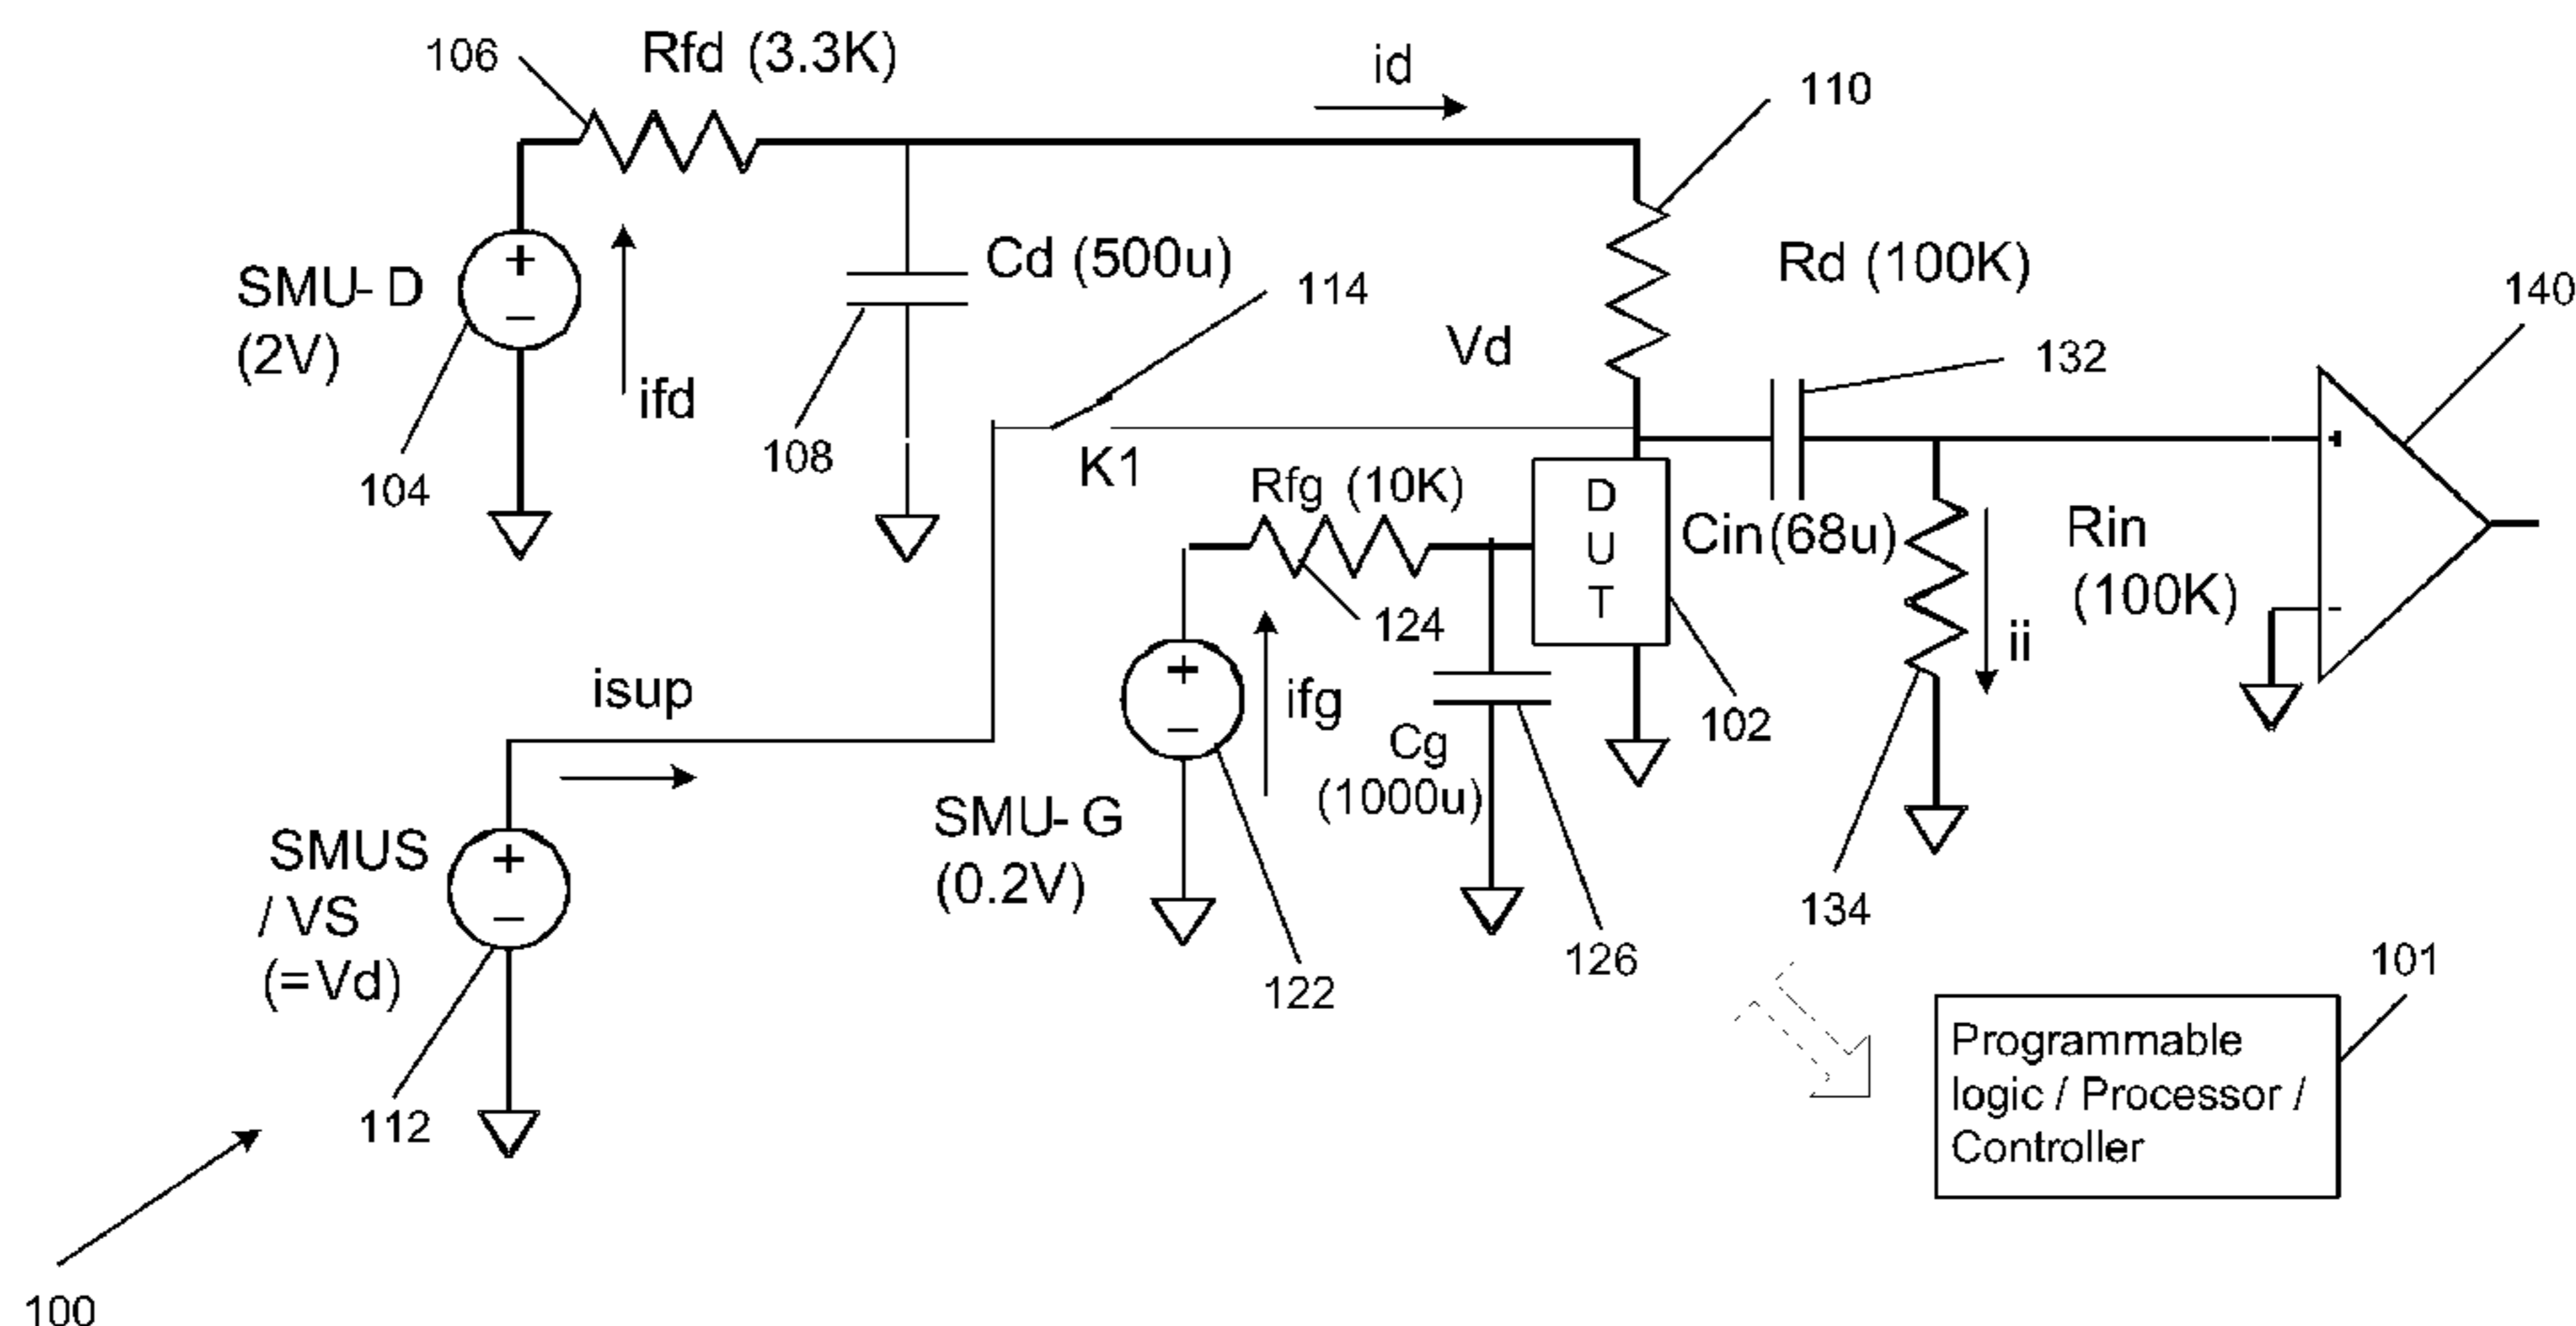 106
Rfd (3.3K)
id
110
SMU- D
(2V)
ifd
Cd (500u)
114
Rd (100K)
140
Vd
132
108
K1
104
Rfg (10K)
D
U
T
Cin(68u)
Rin
(100K)
124
ii
isup
ifg
102
Cg
(1000u)
SMU- G
(0.2V)
SMUS
/ VS
(=Vd)
134
126
101
122
Programmable
logic / Processor /
Controller
112
100
+
−
+
−
+
−
+
-